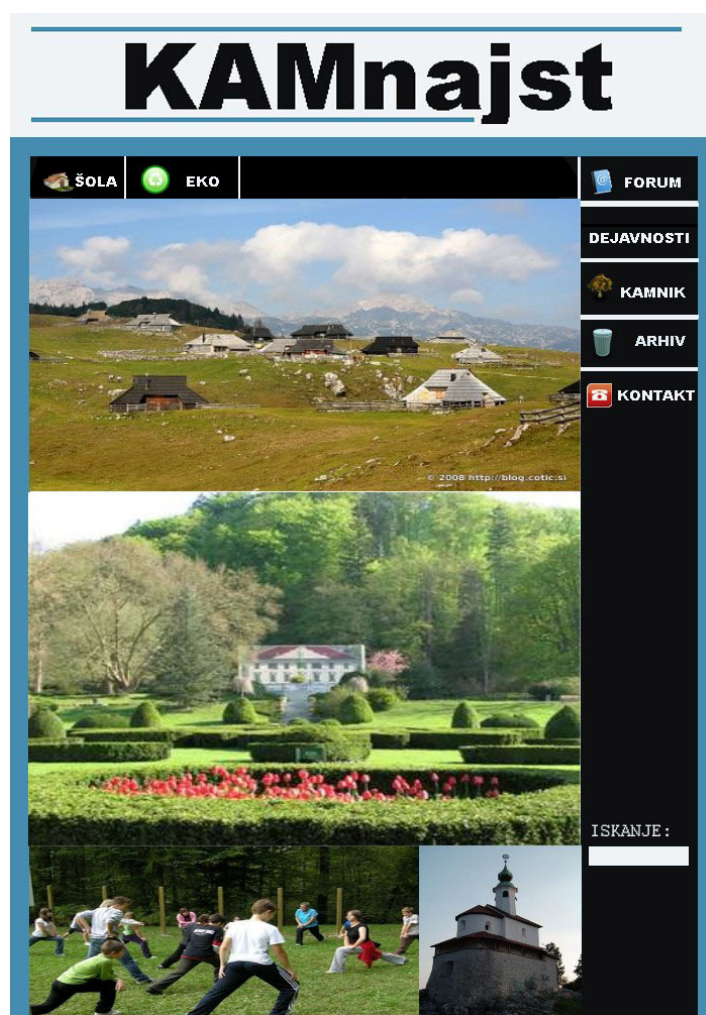 KAMnajst
ŠOLA
EKO
FORUM
DEJAVNOSTI
KAMNIK
ARHIV
KONTAKT
© 2008 http://blog.cotic.si
ISKANJE: